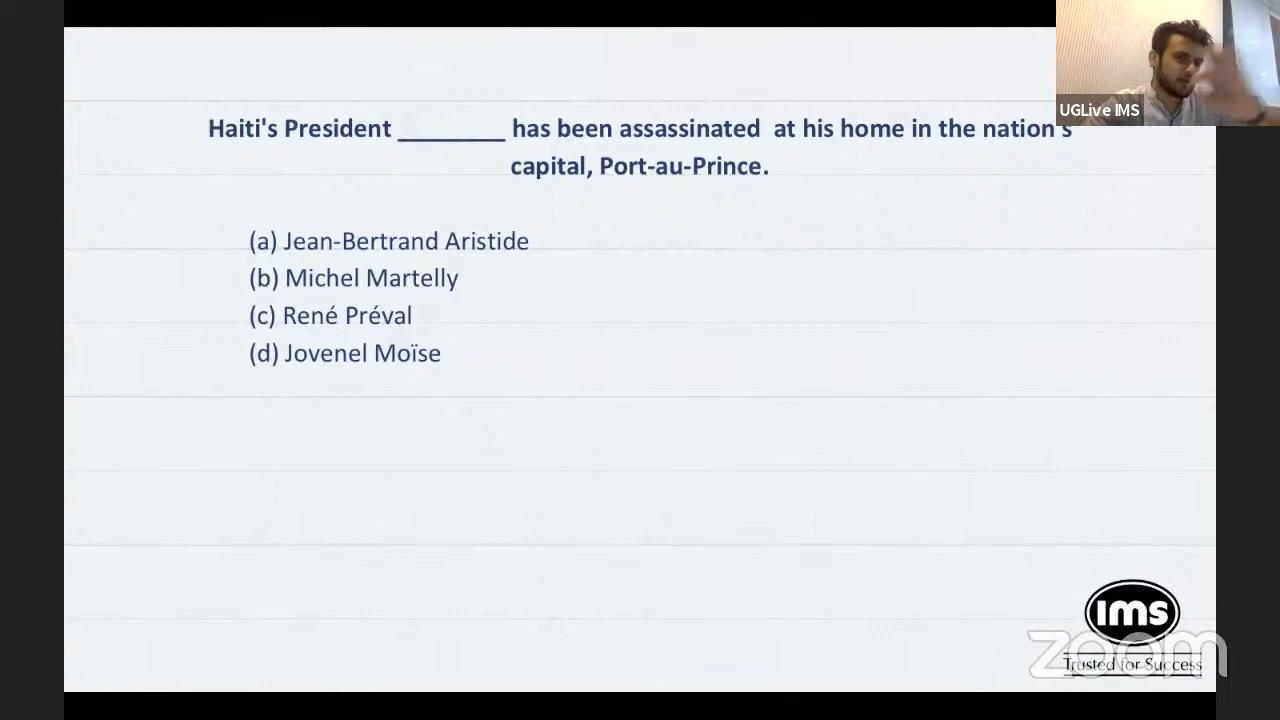 UGLive IMS
Haiti's President ________ has been assassinated  at his home in the nation's
capital, Port-au-Prince.
(a) Jean-Bertrand Aristide
(b) Michel Martelly
(c) René Préval
(d) Jovenel Moïse
ims
zoom
Trusted for Success